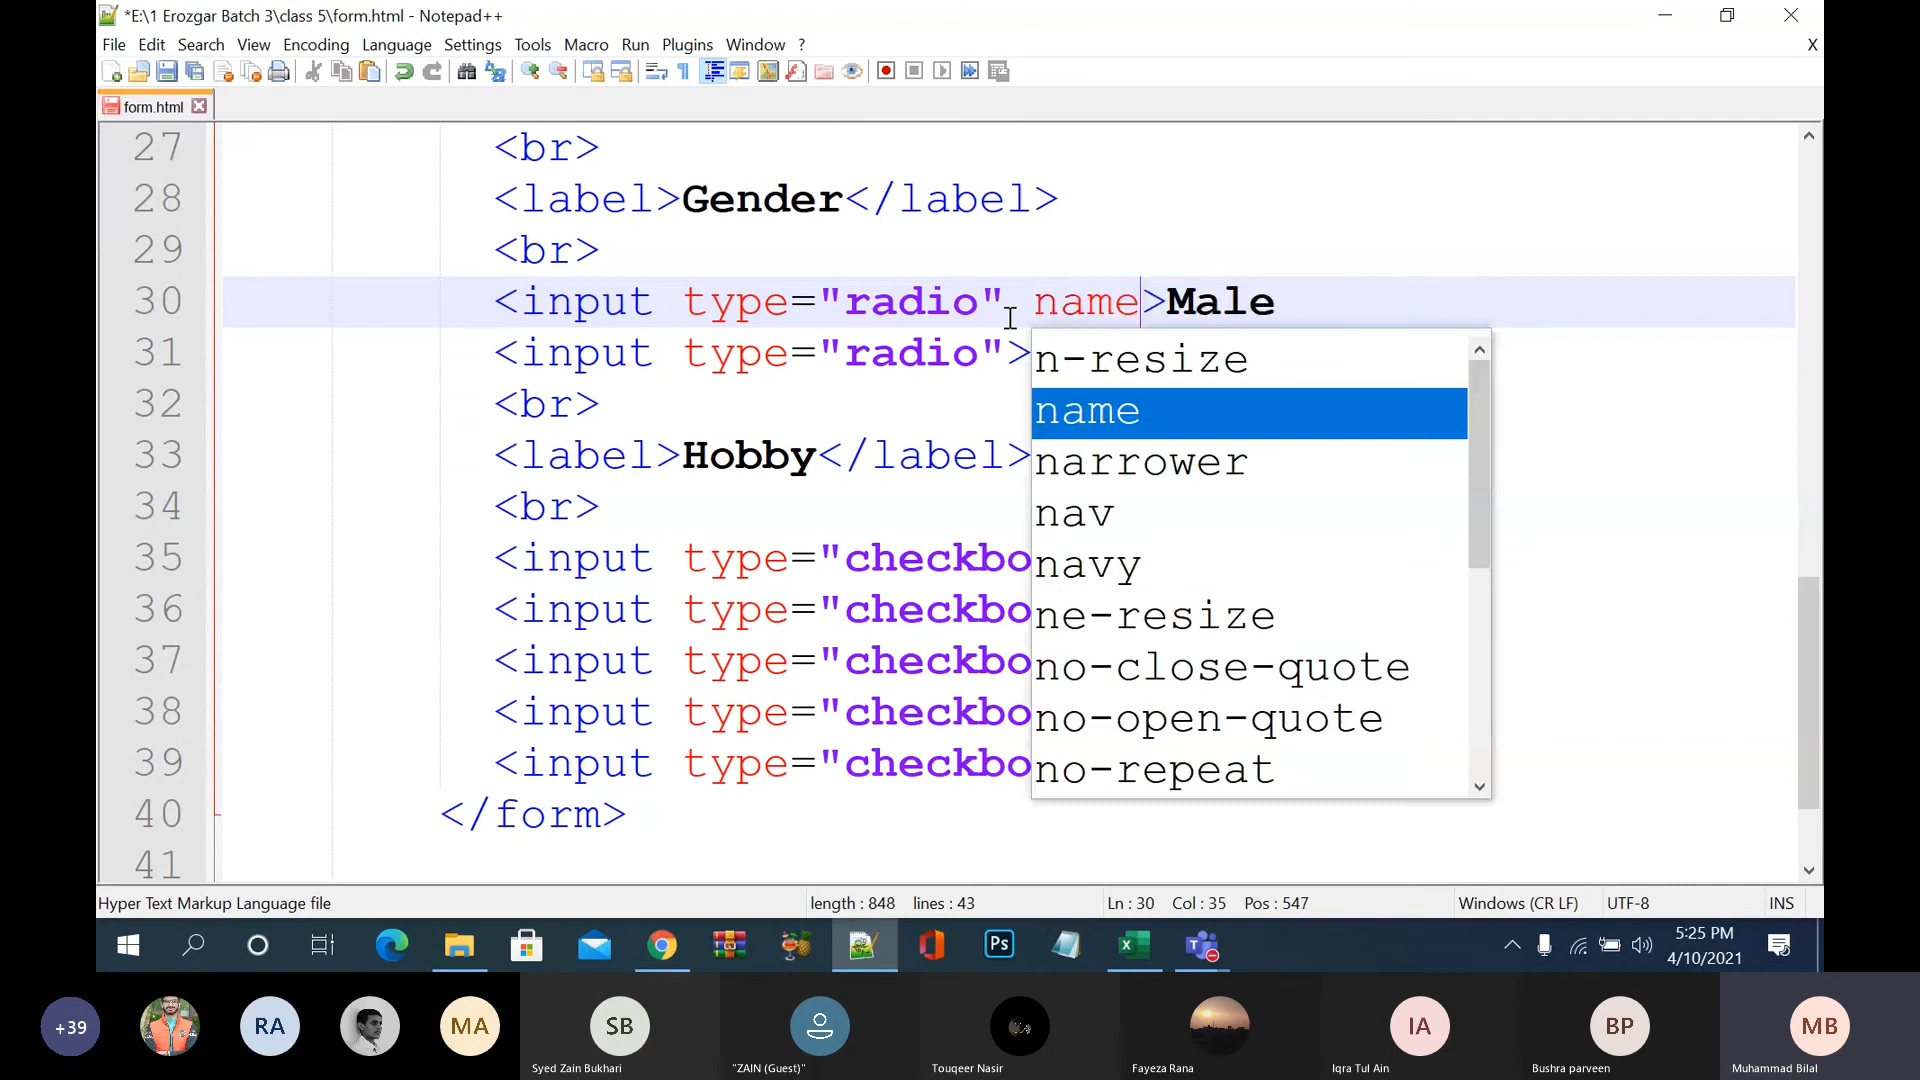 *E:\1 Erozgar Batch 3\class 5\form.html - Notepad++
File Edit Search View Encoding Language Settings Tools Macro Run Plugins Window ? X
form.html
27 <br>
28 <label>Gender</label>
29 <br>
30 <input type="radio" name>Male
31 <input type="radio">
32 <br>
33 <label>Hobby</label>
34 <br>
35 <input type="checkbo
36 <input type="checkbo
37 <input type="checkbo
38 <input type="checkbo
39 <input type="checkbo
40 </form>
41
n-resize
name
narrower
nav
navy
ne-resize
no-close-quote
no-open-quote
no-repeat
Hyper Text Markup Language file length : 848 lines : 43 Ln : 30 Col : 35 Pos : 547 Windows (CR LF) UTF-8 INS
Ps
5:25 PM
4/10/2021
+39 RA MA SB IA BP MB
Syed Zain Bukhari "ZAIN (Guest)" Touqeer Nasir Fayeza Rana Iqra Tul Ain Bushra parveen Muhammad Bilal